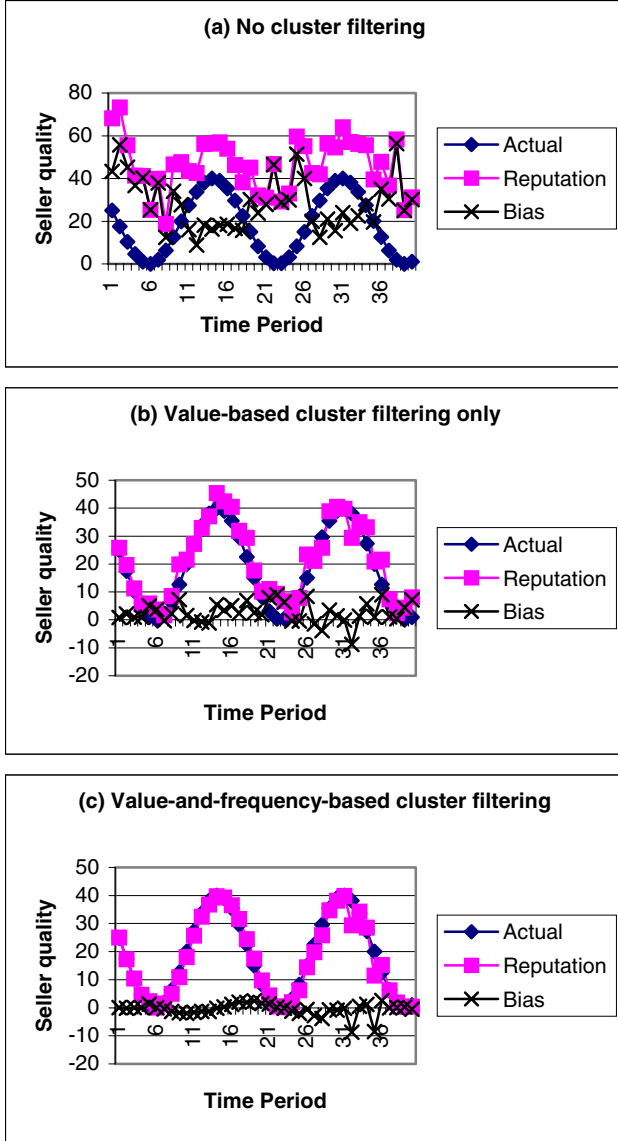 (a) No cluster filtering
80
60
40
20
0
Seller quality
1
6
11
16
21
26
31
36
Time Period
Actual
Reputation
Bias
(b) Value-based cluster filtering only
50
40
30
20
10
0
-10
-20
Seller quality
1
6
11
16
21
26
31
36
Time Period
Actual
Reputation
Bias
(c) Value-and-frequency-based cluster filtering
50
40
30
20
10
0
-10
-20
Seller quality
1
6
11
16
21
26
31
36
Time Period
Actual
Reputation
Bias